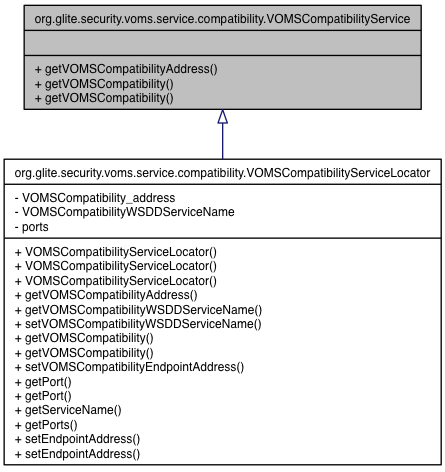 org.glite.security.voms.service.compatibility.VOMSCompatibilityService
+ getVOMSCompatibilityAddress()
+ getVOMSCompatibility()
+ getVOMSCompatibility()
org.glite.security.voms.service.compatibility.VOMSCompatibilityServiceLocator
- VOMSCompatibility_address
- VOMSCompatibilityWSDDServiceName
- ports
+ VOMSCompatibilityServiceLocator()
+ VOMSCompatibilityServiceLocator()
+ VOMSCompatibilityServiceLocator()
+ getVOMSCompatibilityAddress()
+ getVOMSCompatibilityWSDDServiceName()
+ setVOMSCompatibilityWSDDServiceName()
+ getVOMSCompatibility()
+ getVOMSCompatibility()
+ setVOMSCompatibilityEndpointAddress()
+ getPort()
+ getPort()
+ getServiceName()
+ getPorts()
+ setEndpointAddress()
+ setEndpointAddress()